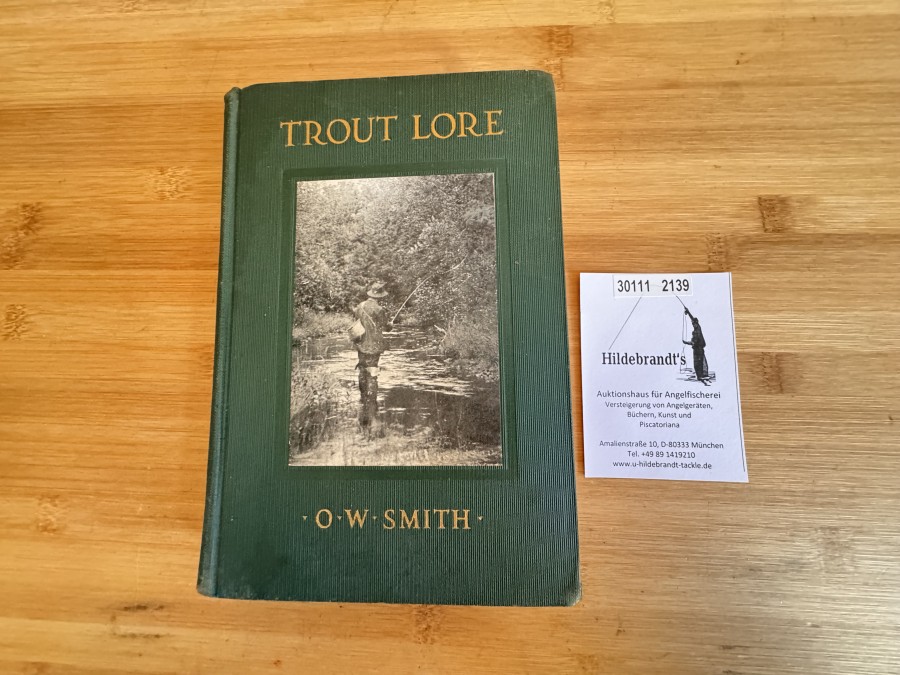 TROUT LORE
· O · W · SMITH ·
30111 2139
Hildebrandt's
Auktionshaus für Angelfischerei
Versteigerung von Angelgeräten,
Büchern, Kunst und
Piscatoriana
Amalienstraße 10, D-80333 München
Tel. +49 89 1419210
www.u-hildebrandt-tackle.de